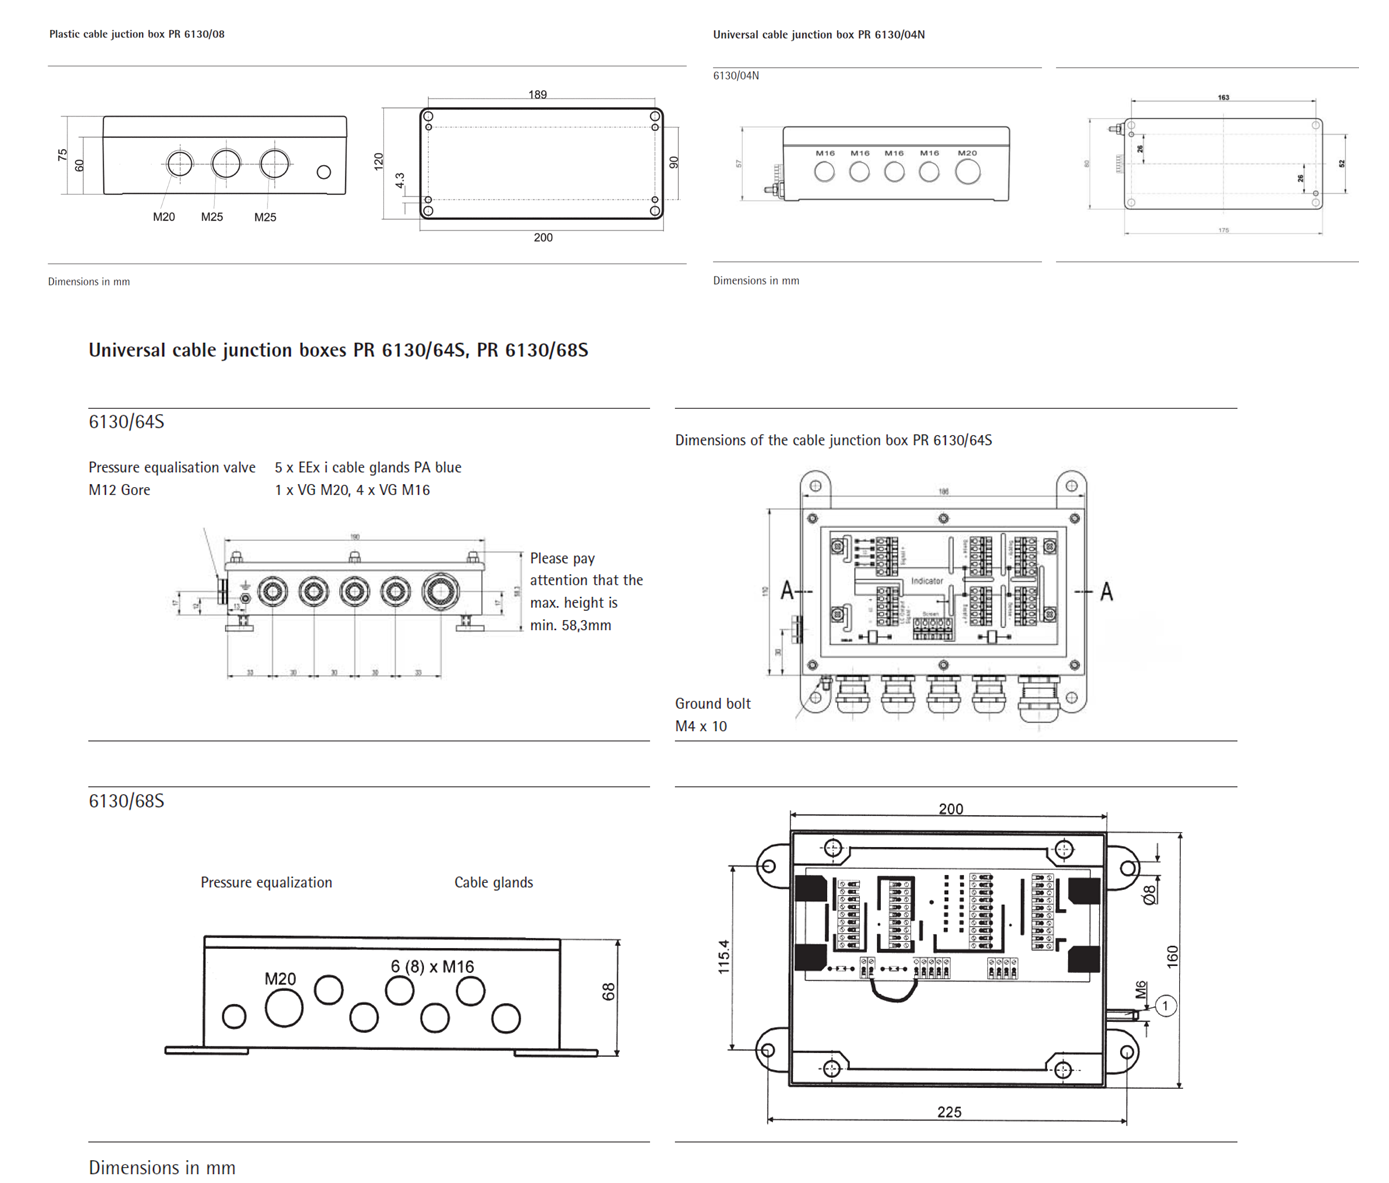 Plastic cable juction box PR 6130/08
189
75
60
120
4.3
90
M20 M25 M25
200
Dimensions in mm
Universal cable junction box PR 6130/04N
6130/04N
57
M16 M16 M16 M16 M20
163
80
26
26
52
175
Dimensions in mm
Universal cable junction boxes PR 6130/64S, PR 6130/68S
6130/64S
Pressure equalisation valve 5 x EEx i cable glands PA blue
M12 Gore 1 x VG M20, 4 x VG M16
190
Please pay
attention that the
max. height is
min. 58,3mm
58.3
17
12
13
17
33 30 30 30 33
Dimensions of the cable junction box PR 6130/64S
186
110
30
A A
Indicator
Screen
Ground bolt
M4 x 10
6130/68S
Pressure equalization Cable glands
M20
6 (8) x M16
68
200
115.4
Ø8
160
M6
1
225
Dimensions in mm